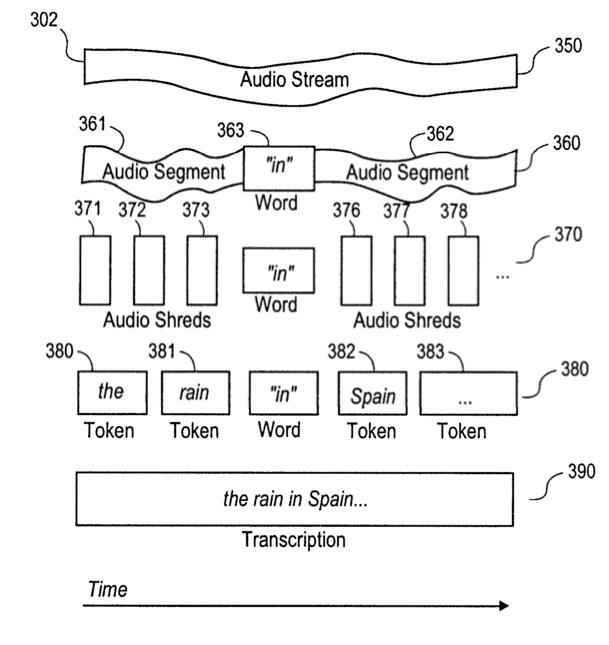 302
350
Audio Stream
361 363 362
360
Audio Segment "in" Audio Segment
Word
371 372 373 376 377 378
370
"in" ...
Word
Audio Shreds Audio Shreds
380 381 382 383
380
the rain "in" Spain ...
Token Token Word Token Token
390
the rain in Spain...
Transcription
Time